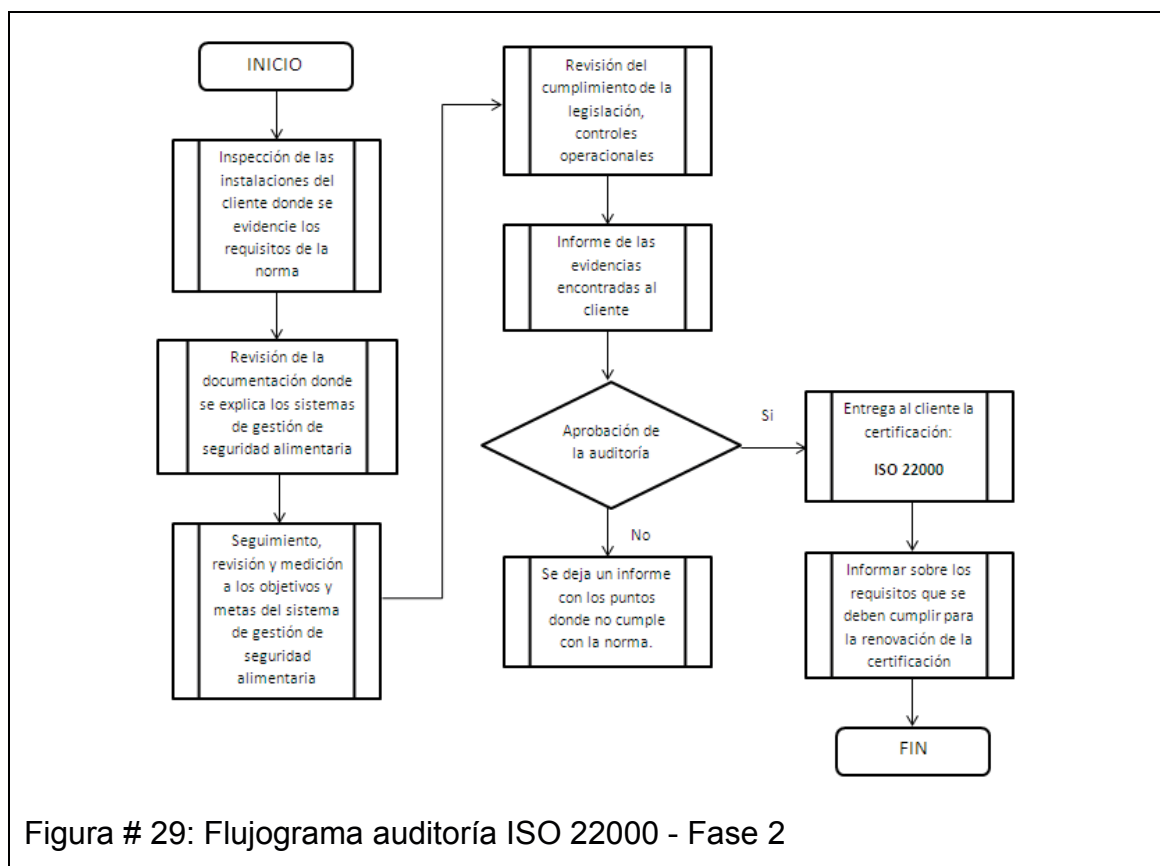 INICIO
Inspección de las
instalaciones del
cliente donde se
evidencie los
requisitos de la
norma
Revisión de la
documentación donde
se explica los sistemas
de gestión de
seguridad alimentaria
Seguimiento,
revisión y medición
a los objetivos y
metas del sistema
de gestión de
seguridad
alimentaria
Revisión del
cumplimiento de la
legislación,
controles
operacionales
Informe de las
evidencias
encontradas al
cliente
Aprobación de
la auditoría
Si
No
Se deja un informe
con los puntos
donde no cumple
con la norma.
Entrega al cliente la
certificación:
ISO 22000
Informar sobre los
requisitos que se
deben cumplir para
la renovación de la
certificación
FIN
Figura # 29: Flujograma auditoría ISO 22000 - Fase 2